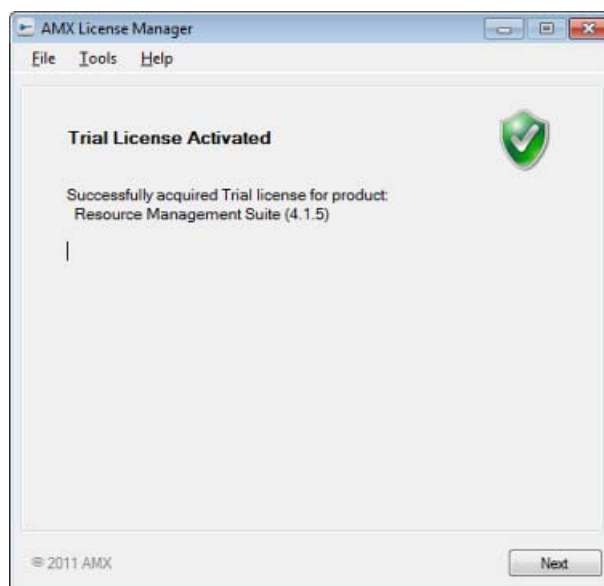 AMX License Manager
File Tools Help
Trial License Activated
Successfully acquired Trial license for product:
Resource Management Suite (4.1.5)
© 2011 AMX
Next